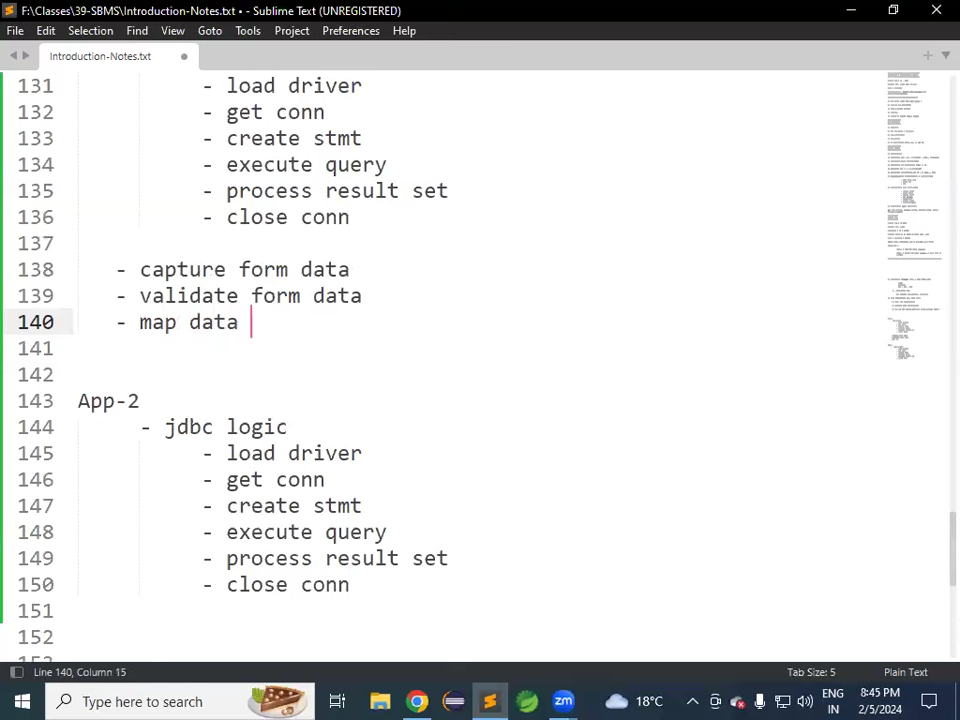 F:\Classes\39-SBMS\Introduction-Notes.txt • - Sublime Text (UNREGISTERED)
File Edit Selection Find View Goto Tools Project Preferences Help
Introduction-Notes.txt
131 - load driver
132 - get conn
133 - create stmt
134 - execute query
135 - process result set
136 - close conn
137
138 - capture form data
139 - validate form data
140 - map data
141
142
143 App-2
144 - jdbc logic
145 - load driver
146 - get conn
147 - create stmt
148 - execute query
149 - process result set
150 - close conn
151
152
Line 140, Column 15 Tab Size: 5 Plain Text
Type here to search 18°C ENG IN 8:45 PM 2/5/2024